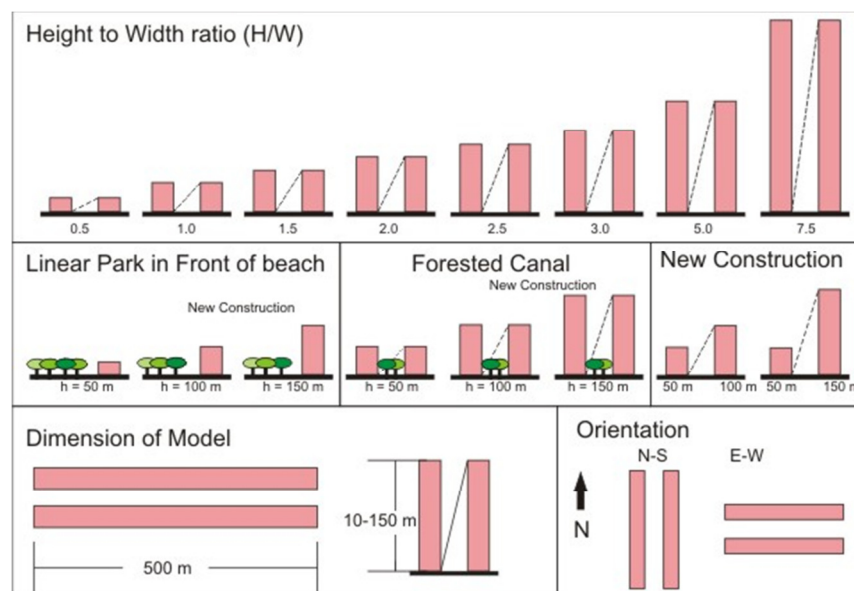 Height to Width ratio (H/W)
0.5 1.0 1.5 2.0 2.5 3.0 5.0 7.5
Linear Park in Front of beach
New Construction
h = 50 m h = 100 m h = 150 m
Forested Canal
New Construction
h = 50 m h = 100 m h = 150 m
New Construction
50 m 100 m 50 m 150 m
Dimension of Model
10-150 m
500 m
Orientation
N-S E-W
N